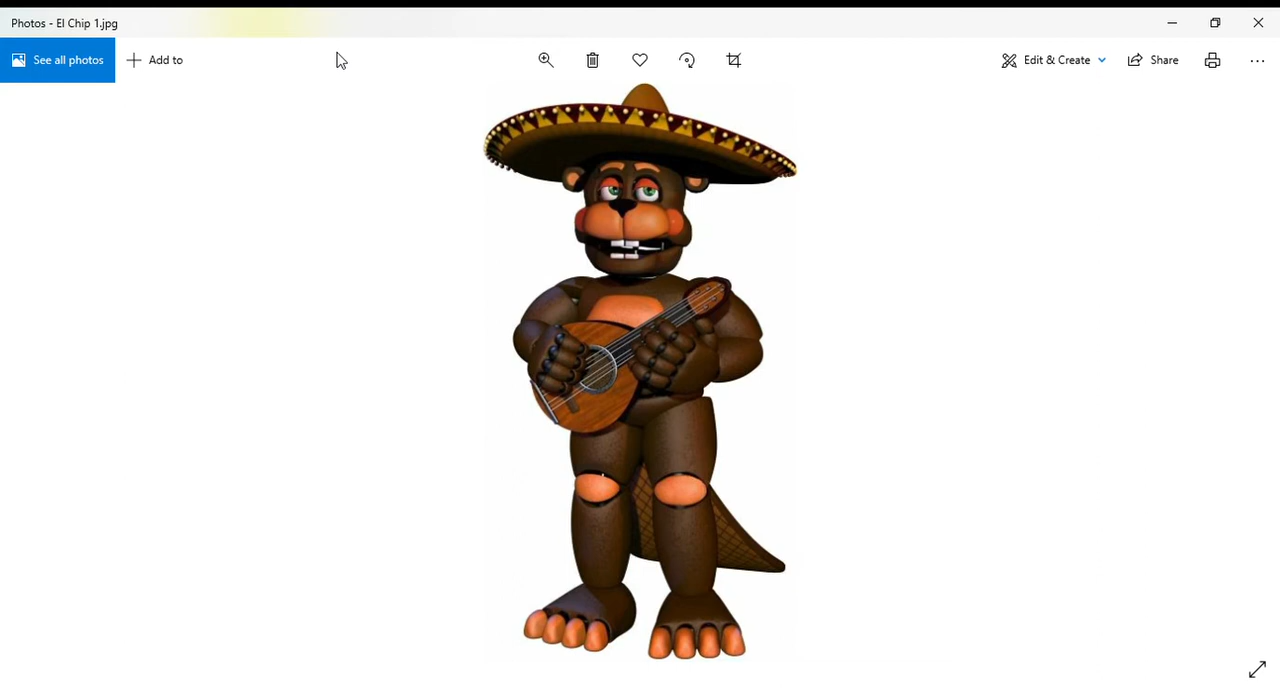 Photos - El Chip 1.jpg
See all photos
Add to
Edit & Create
Share